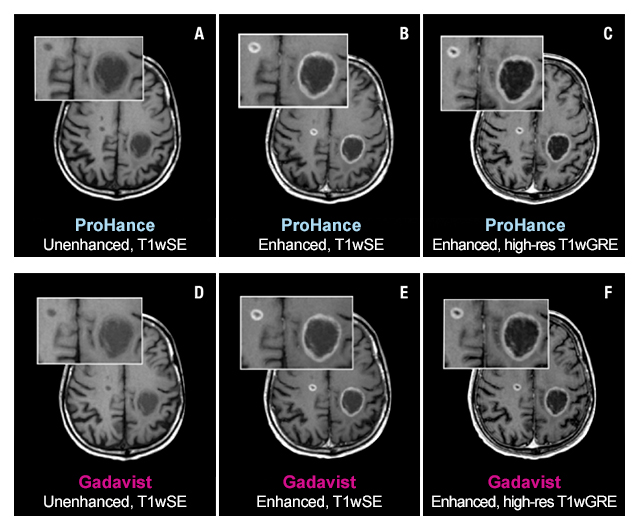 A
B
C
ProHance
Unenhanced, T1wSE
ProHance
Enhanced, T1wSE
ProHance
Enhanced, high-res T1wGRE
D
E
F
Gadavist
Unenhanced, T1wSE
Gadavist
Enhanced, T1wSE
Gadavist
Enhanced, high-res T1wGRE